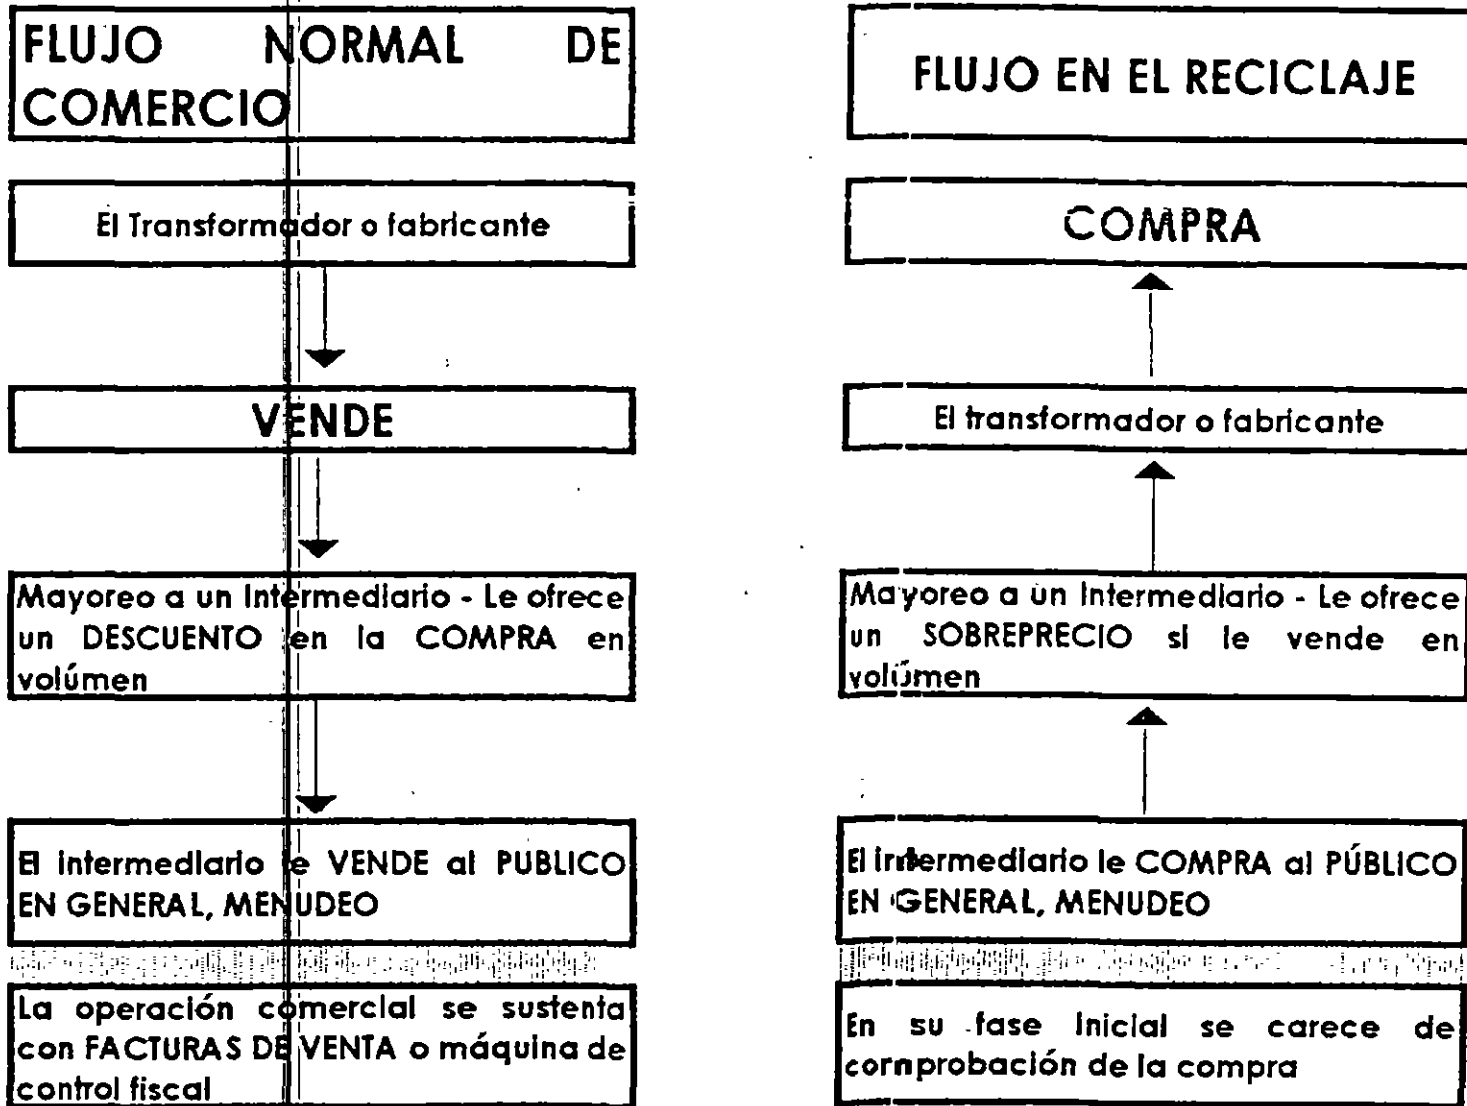 FLUJO NORMAL DE
COMERCIO
El Transformador o fabricante
VENDE
Mayoreo a un Intermediario - Le ofrece
un DESCUENTO en la COMPRA en
volúmen
El intermediario le VENDE al PUBLICO
EN GENERAL, MENUDEO
La operación comercial se sustenta
con FACTURAS DE VENTA o máquina de
control fiscal
FLUJO EN EL RECICLAJE
COMPRA
El transformador o fabricante
Mayoreo a un Intermediario - Le ofrece
un SOBREPRECIO si le vende en
volúmen
El intermediario le COMPRA al PÚBLICO
EN GENERAL, MENUDEO
En su fase Inicial se carece de
comprobación de la compra